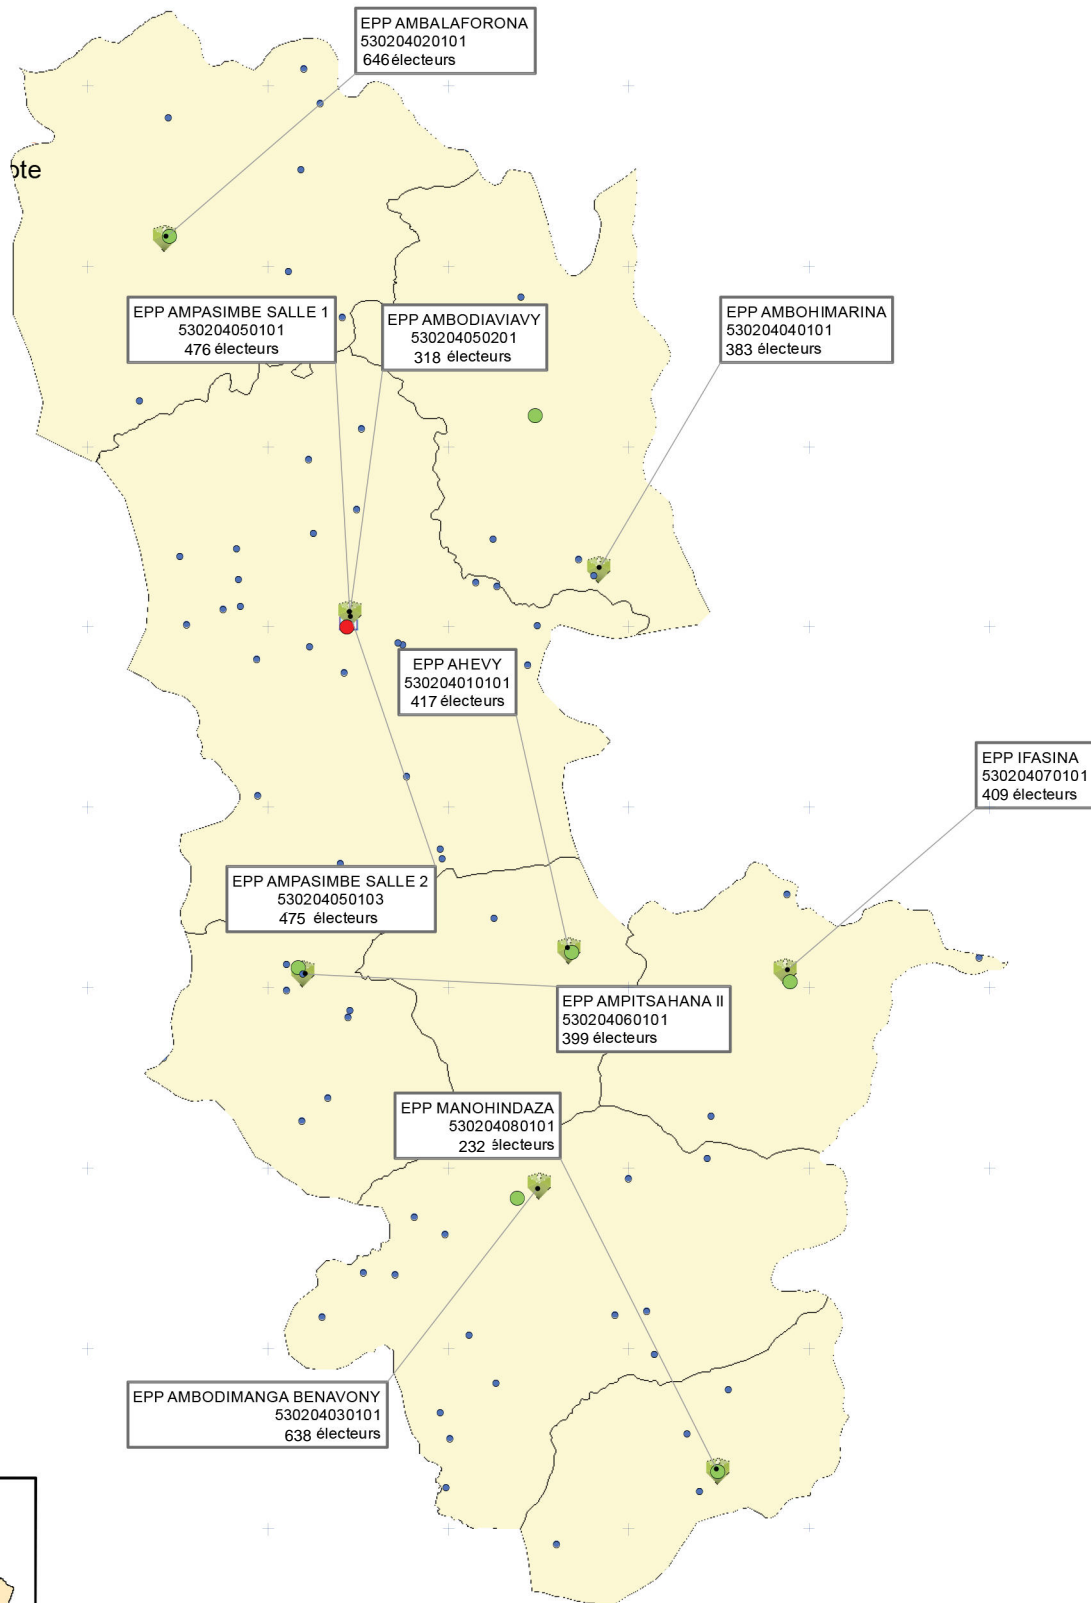 EPP AMBALAFORONA
530204020101
646 électeurs
EPP AMPASIMBE SALLE 1
530204050101
476 électeurs
EPP AMBODIAVIAVY
530204050201
318 électeurs
EPP AMBOHIMARINA
530204040101
383 électeurs
EPP AHEVY
530204010101
417 électeurs
EPP IFASINA
530204070101
409 électeurs
EPP AMPASIMBE SALLE 2
530204050103
475 électeurs
EPP AMPITSAHANA II
530204060101
399 électeurs
EPP MANOHINDAZA
530204080101
232 électeurs
EPP AMBODIMANGA BENAVONY
530204030101
638 électeurs